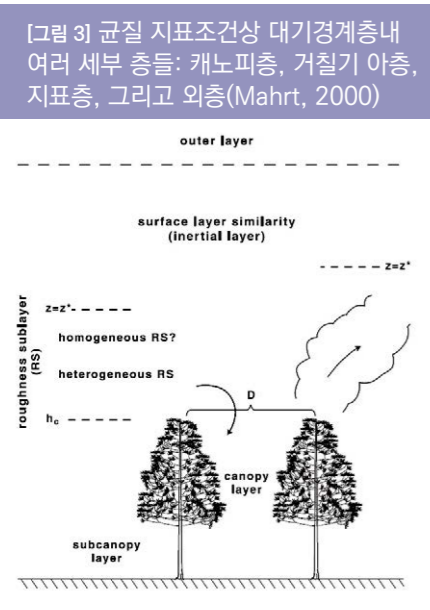 [그림 3] 균질 지표조건상 대기경계층내
여러 세부 층들: 캐노피층, 거칠기 아층,
지표층, 그리고 외층(Mahrt, 2000)
outer layer
surface layer similarity
(inertial layer)
z=z*
z=z*
roughness sublayer
(RS)
homogeneous RS?
heterogeneous RS
D
hc
canopy
layer
subcanopy
layer